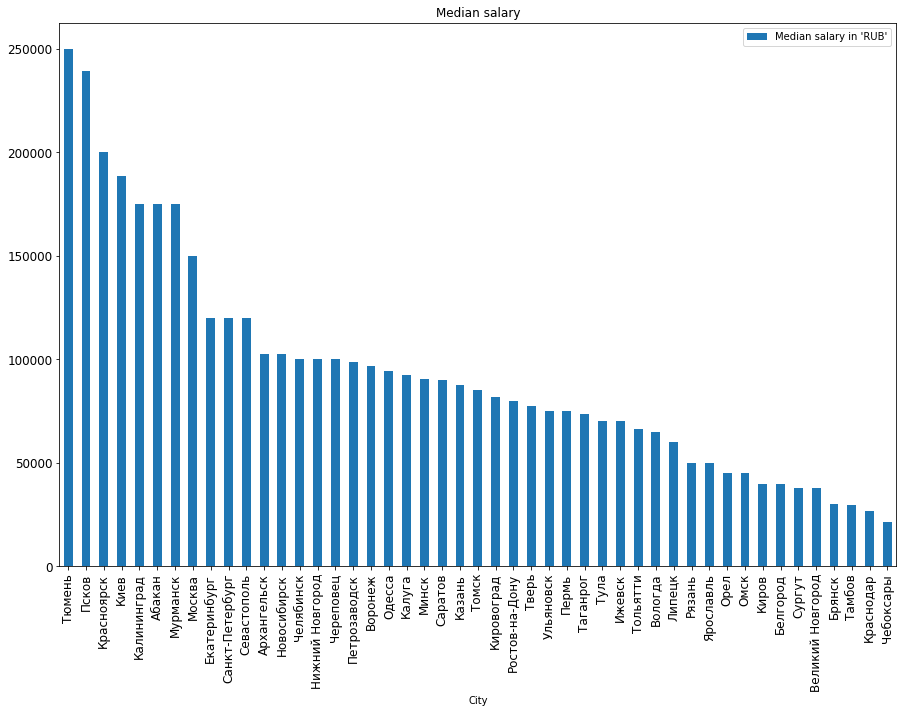 Median salary
Median salary in 'RUB'
250000
200000
150000
100000
50000
0
Тюмень
Псков
Красноярск
Киев
Калининград
Абакан
Мурманск
Москва
Екатеринбург
Санкт-Петербург
Севастополь
Архангельск
Новосибирск
Челябинск
Нижний Новгород
Череповец
Петрозаводск
Воронеж
Одесса
Калуга
Минск
Саратов
Казань
Томск
Кировоград
Ростов-на-Дону
Тверь
Ульяновск
Пермь
Таганрог
Тула
Ижевск
Тольятти
Вологда
Липецк
Рязань
Ярославль
Орел
Омск
Киров
Белгород
Сургут
Великий Новгород
Брянск
Тамбов
Краснодар
Чебоксары
City